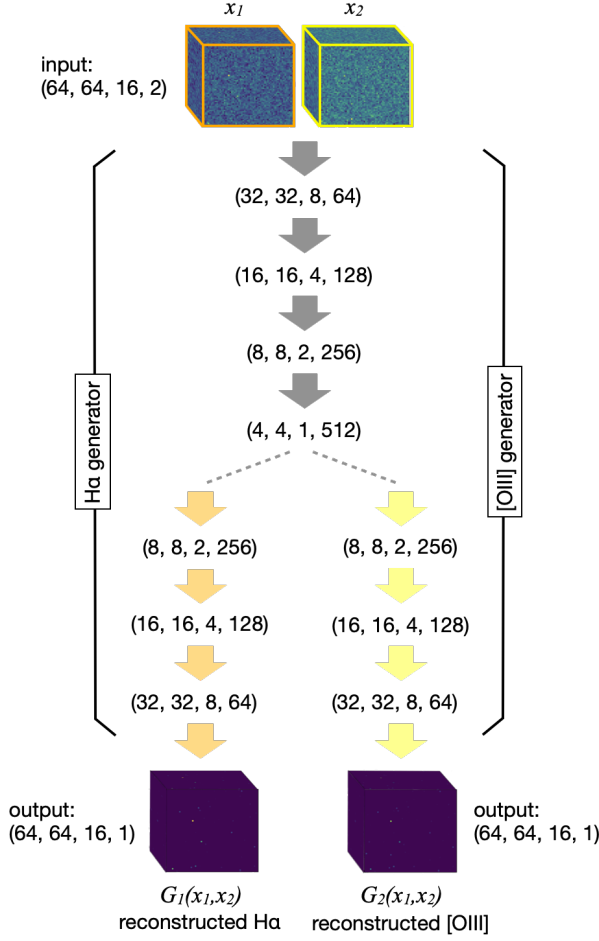 x₁ x₂
input:
(64, 64, 16, 2)
(32, 32, 8, 64)
(16, 16, 4, 128)
(8, 8, 2, 256)
(4, 4, 1, 512)
Hα generator
[OIII] generator
(8, 8, 2, 256) (8, 8, 2, 256)
(16, 16, 4, 128) (16, 16, 4, 128)
(32, 32, 8, 64) (32, 32, 8, 64)
output:
(64, 64, 16, 1)
output:
(64, 64, 16, 1)
G₁(x₁,x₂)
reconstructed Hα
G₂(x₁,x₂)
reconstructed [OIII]